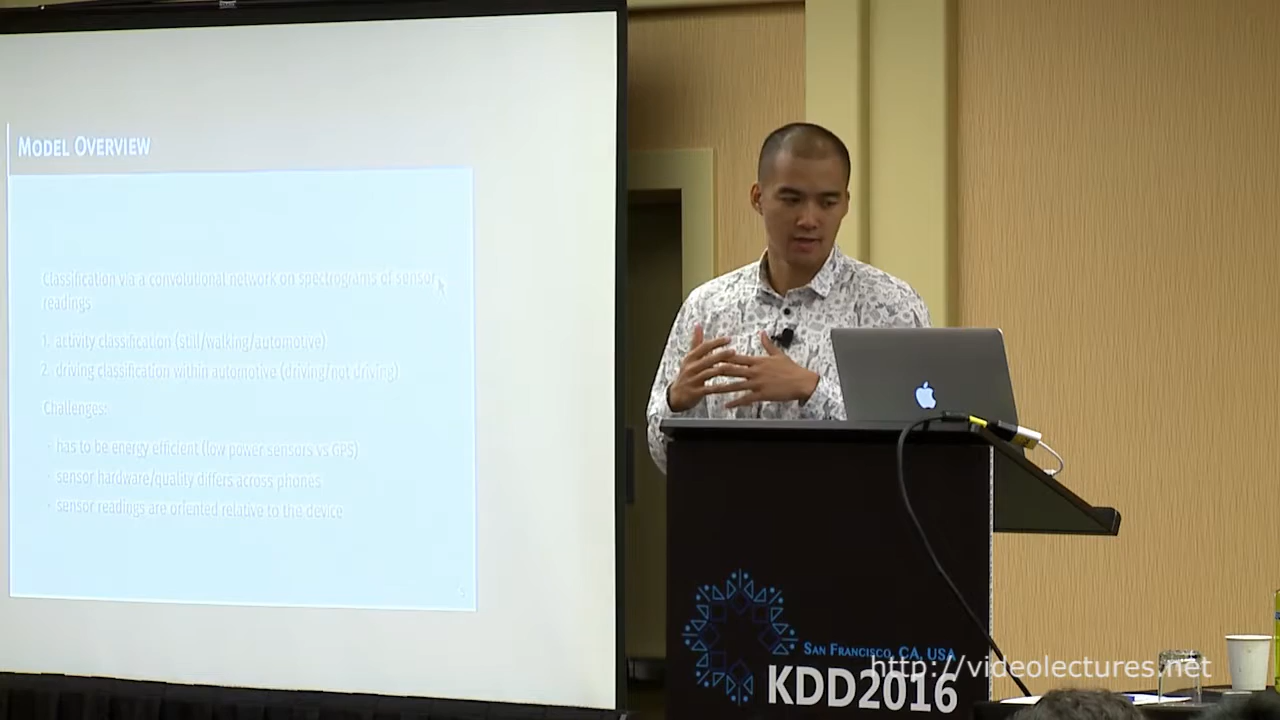 MODEL OVERVIEW
Classification via a convolutional network on spectrograms of sensor
readings
1. activity classification (still/walking/automotive)
2. driving classification within automotive (driving/not driving)
Challenges:
- has to be energy efficient (low power sensors vs GPS)
- sensor hardware/quality differs across phones
- sensor readings are oriented relative to the device
SAN FRANCISCO, CA, USA
KDD2016
http://videolectures.net